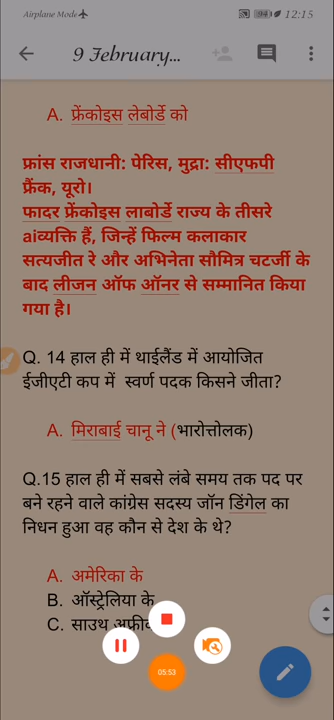 Airplane Mode 94 12:15
9 February...
A. फ्रेंकोइस लेबोर्डे को
फ्रांस राजधानी: पेरिस, मुद्रा: सीएफपी
फ्रैंक, यूरो।
फादर फ्रेंकोइस लाबोर्डे राज्य के तीसरे
aiव्यक्ति हैं, जिन्हें फिल्म कलाकार
सत्यजीत रे और अभिनेता सौमित्र चटर्जी के
बाद लीजन ऑफ ऑनर से सम्मानित किया
गया है।
Q. 14 हाल ही में थाईलैंड में आयोजित
ईजीएटी कप में स्वर्ण पदक किसने जीता?
A. मिराबाई चानू ने (भारोत्तोलक)
Q.15 हाल ही में सबसे लंबे समय तक पद पर
बने रहने वाले कांग्रेस सदस्य जॉन डिंगेल का
निधन हुआ वह कौन से देश के थे?
A. अमेरिका के
B. ऑस्ट्रेलिया के
C. साउथ
05:53